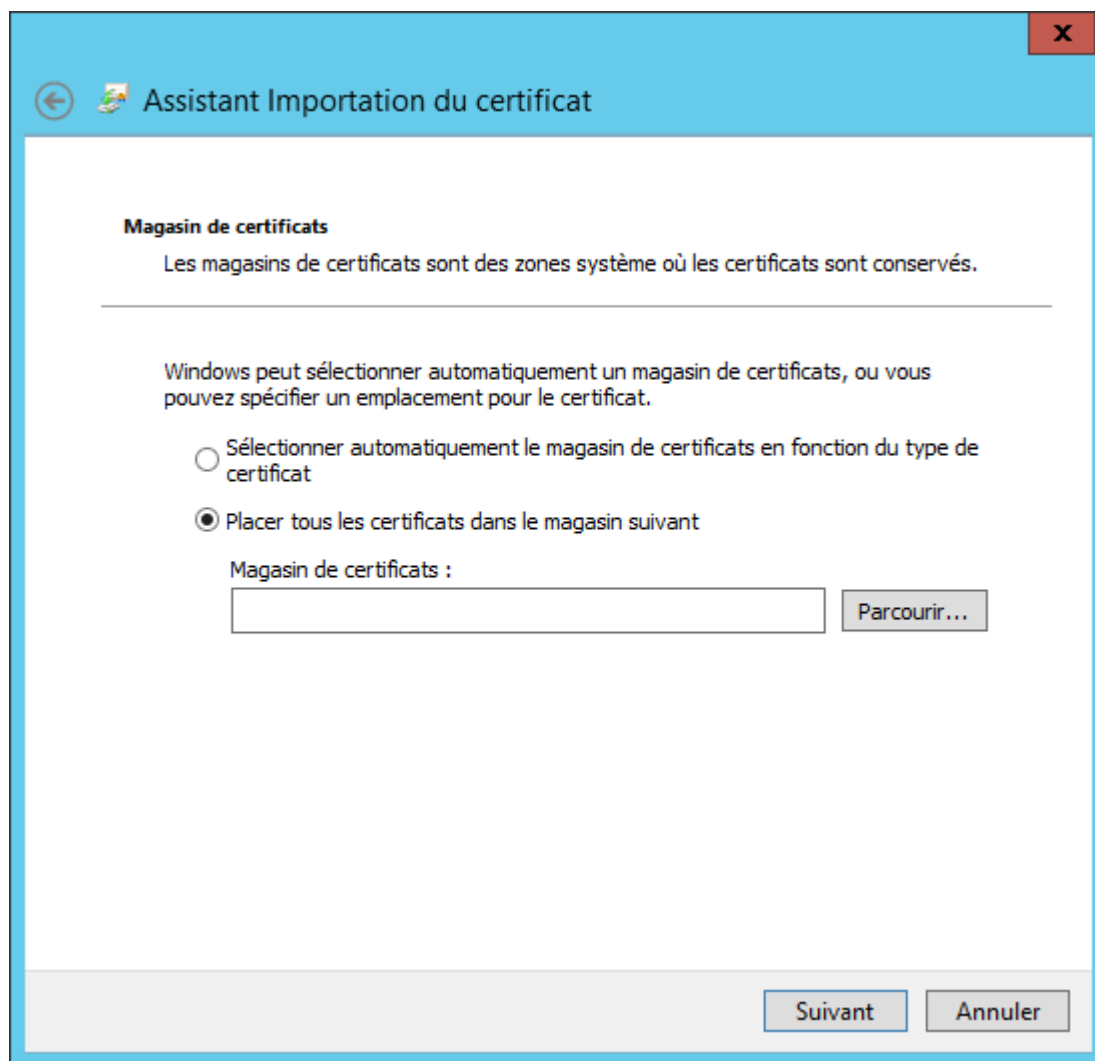 x
Assistant Importation du certificat
Magasin de certificats
Les magasins de certificats sont des zones système où les certificats sont conservés.
Windows peut sélectionner automatiquement un magasin de certificats, ou vous
pouvez spécifier un emplacement pour le certificat.
Sélectionner automatiquement le magasin de certificats en fonction du type de
certificat
Placer tous les certificats dans le magasin suivant
Magasin de certificats :
Parcourir...
Suivant
Annuler